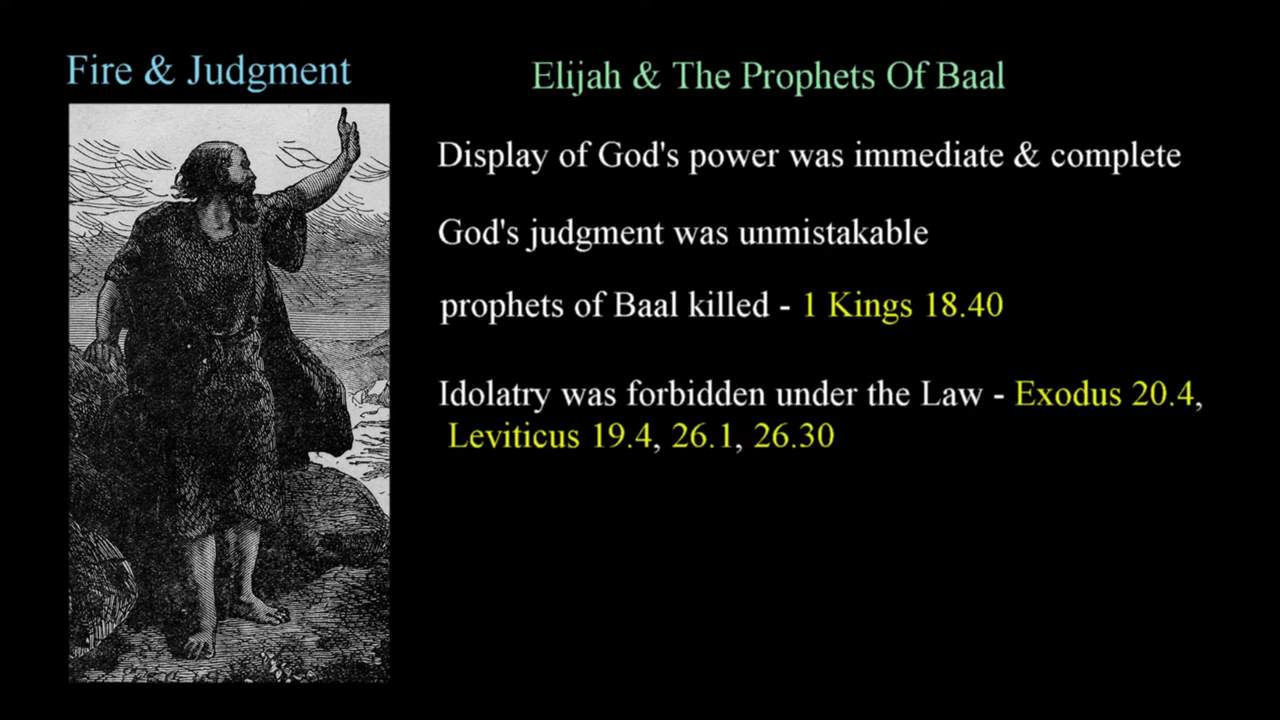 Fire & Judgment
Elijah & The Prophets Of Baal
Display of God's power was immediate & complete
God's judgment was unmistakable
prophets of Baal killed - 1 Kings 18.40
Idolatry was forbidden under the Law - Exodus 20.4,
Leviticus 19.4, 26.1, 26.30